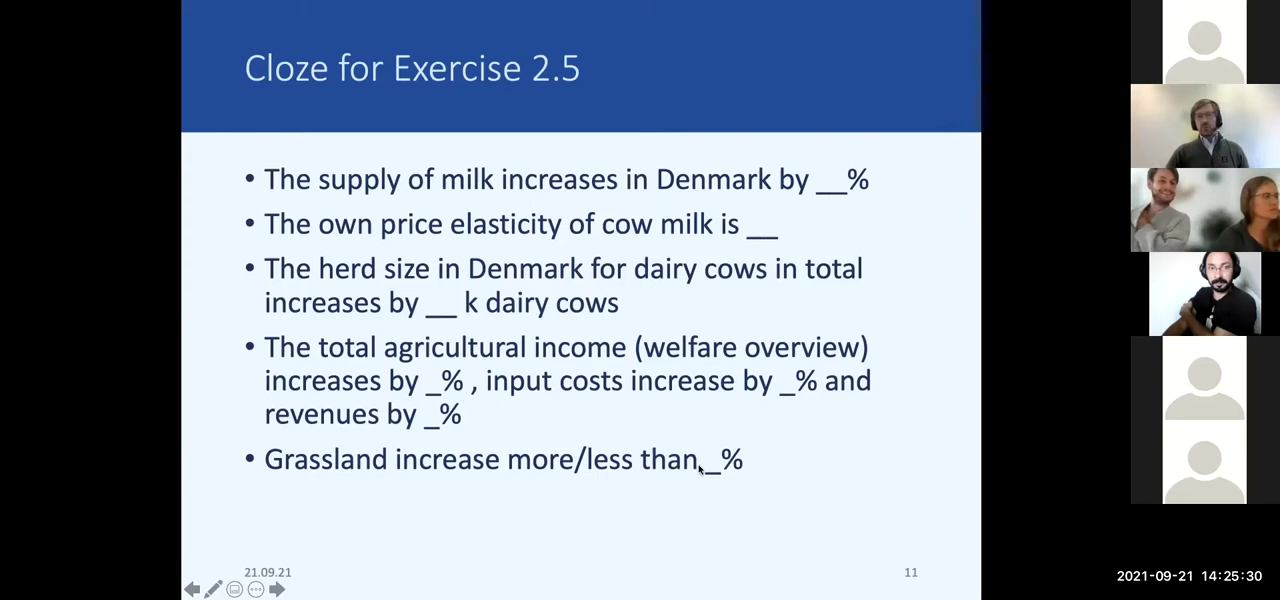 Cloze for Exercise 2.5
• The supply of milk increases in Denmark by __%
• The own price elasticity of cow milk is __
• The herd size in Denmark for dairy cows in total
increases by __ k dairy cows
• The total agricultural income (welfare overview)
increases by _% , input costs increase by _% and
revenues by _%
• Grassland increase more/less than _%
21.09.21
11
2021-09-21 14:25:30